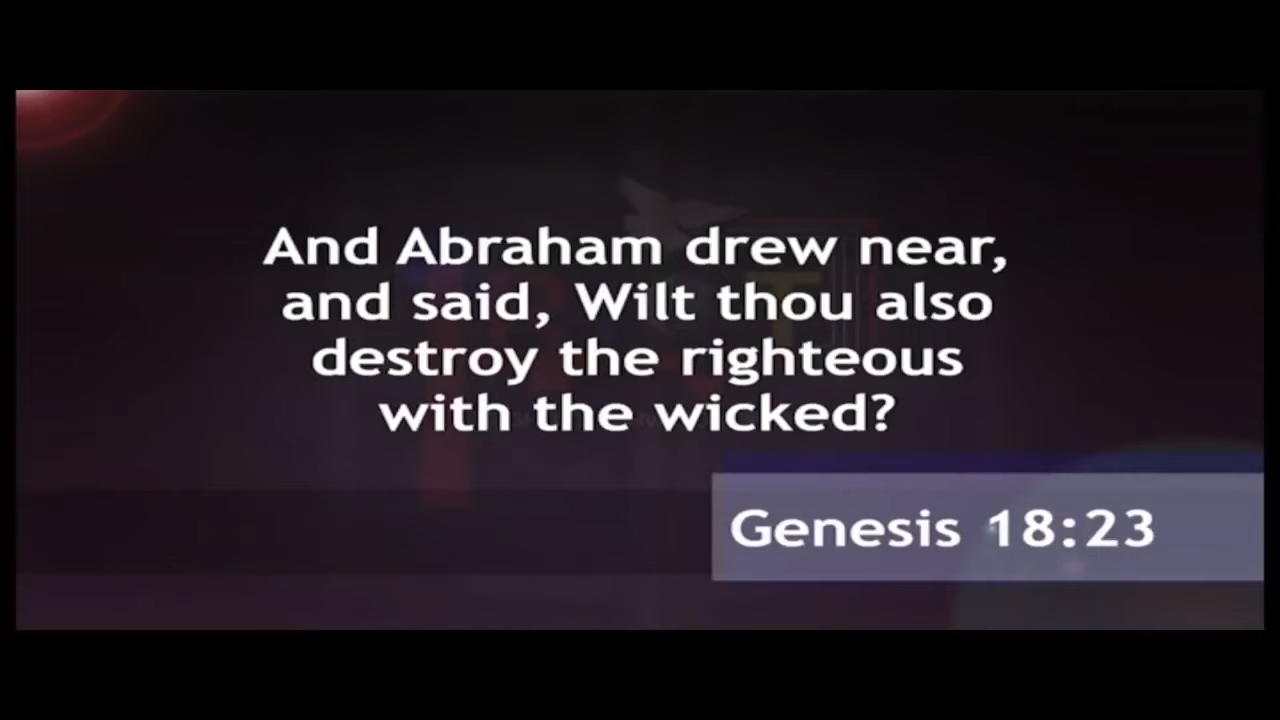 And Abraham drew near,
and said, Wilt thou also
destroy the righteous
with the wicked?
Genesis 18:23